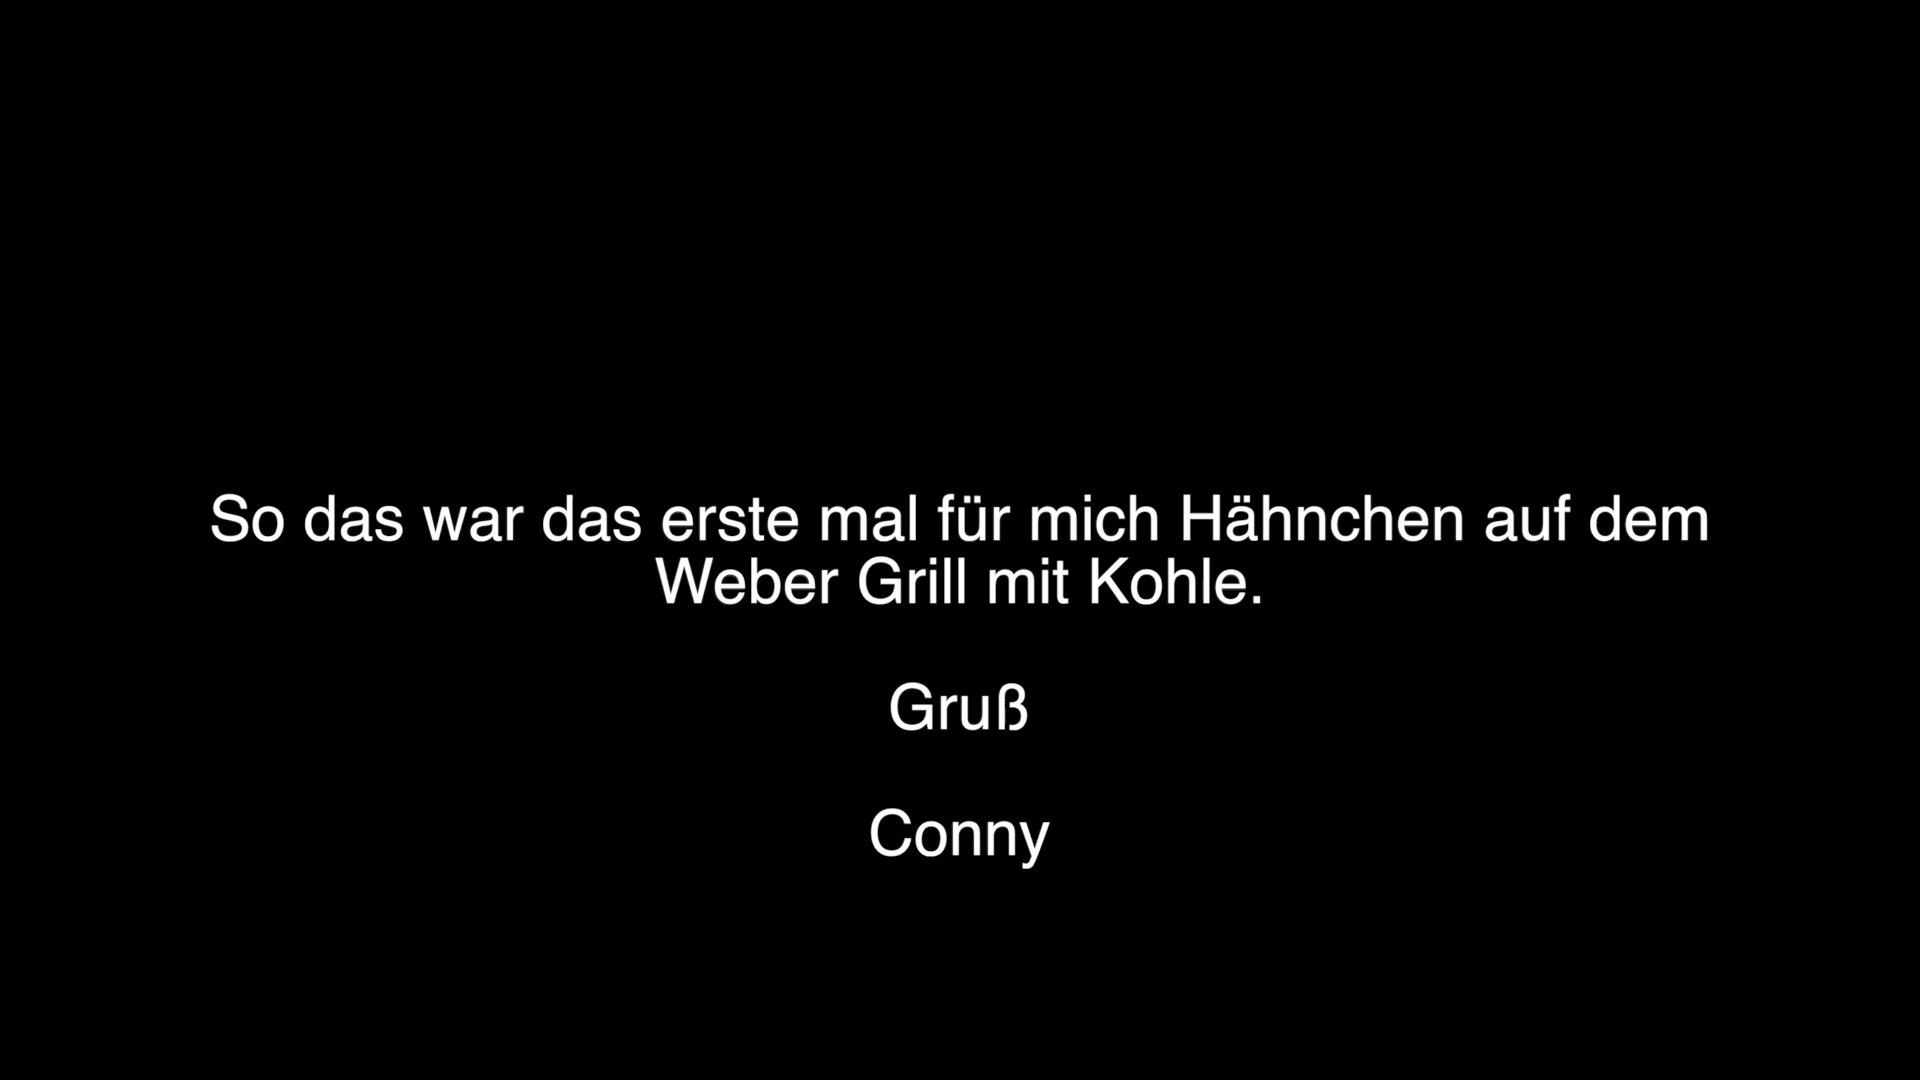 So das war das erste mal für mich Hähnchen auf dem
Weber Grill mit Kohle.
Gruß
Conny